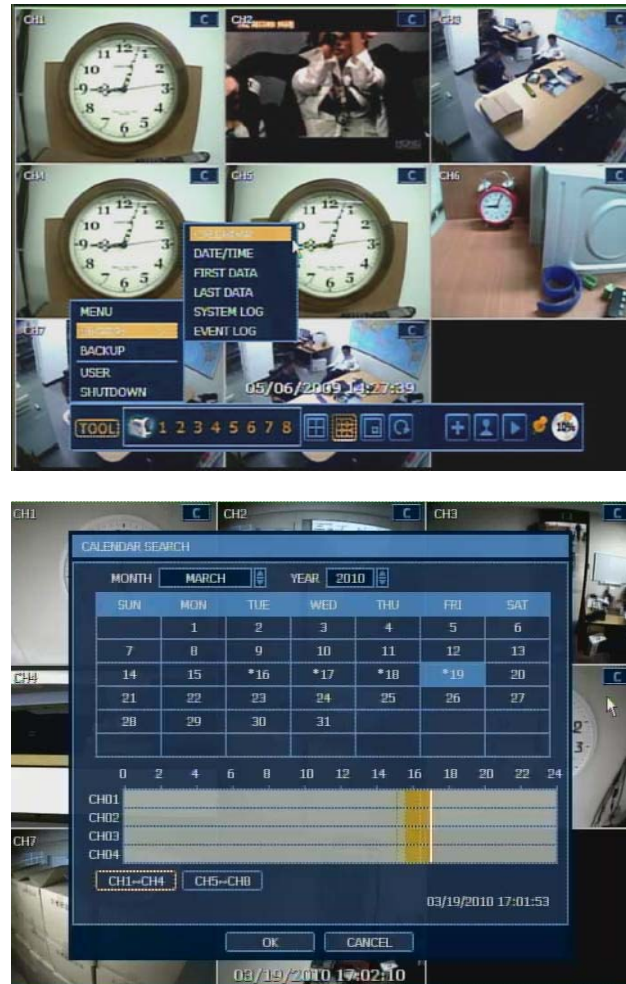 CH1 C CH2 C CH3 C
CH4 C CH5 C CH6 C
CALENDAR
DATE/TIME
FIRST DATA
LAST DATA
SYSTEM LOG
EVENT LOG
MENU
SEARCH
BACKUP
USER
SHUTDOWN
CH7 C
05/06/2009 14:27:39
TOOL 1 2 3 4 5 6 7 8 10%
CH1 C CH2 C CH3 C
CALENDAR SEARCH
MONTH MARCH YEAR 2010
SUN MON TUE WED THU FRI SAT
1 2 3 4 5 6
7 8 9 10 11 12 13
14 15 *16 *17 *18 *19 20
21 22 23 24 25 26 27
28 29 30 31
CH4 C
0 2 4 6 8 10 12 14 16 18 20 22 24
CH01
CH02
CH03
CH04
CH7
CH1~CH4 CH5~CH8
03/19/2010 17:01:53
OK CANCEL
03/19/2010 17:02:10